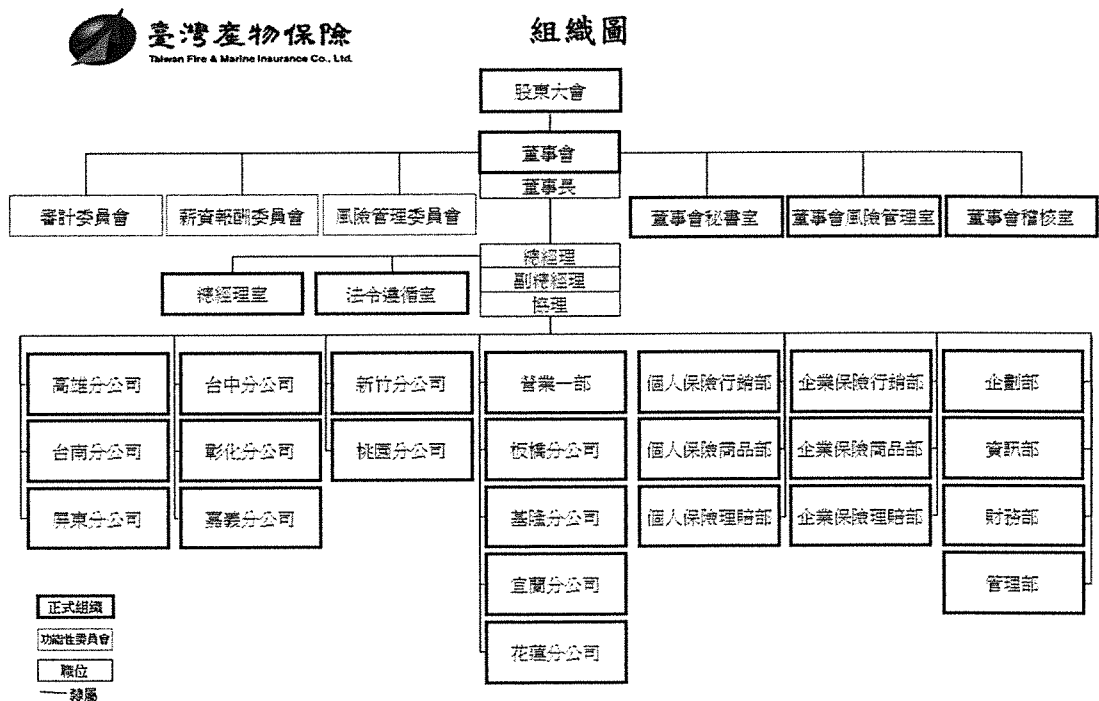 臺灣產物保險
Taiwan Fire & Marine Insurance Co., Ltd.
組織圖
股東大會
董事會
董事長
審計委員會
薪資報酬委員會
風險管理委員會
董事會秘書室
董事會風險管理室
董事會稽核室
總經理
副總經理
協理
總經理室
法令遵循室
高雄分公司
台中分公司
新竹分公司
營業一部
個人保險行銷部
企業保險行銷部
企劃部
台南分公司
彰化分公司
桃園分公司
板橋分公司
個人保險商品部
企業保險商品部
資訊部
屏東分公司
嘉義分公司
基隆分公司
個人保險理賠部
企業保險理賠部
財務部
宜蘭分公司
管理部
花蓮分公司
正式組織
功能性委員會
職位
隸屬